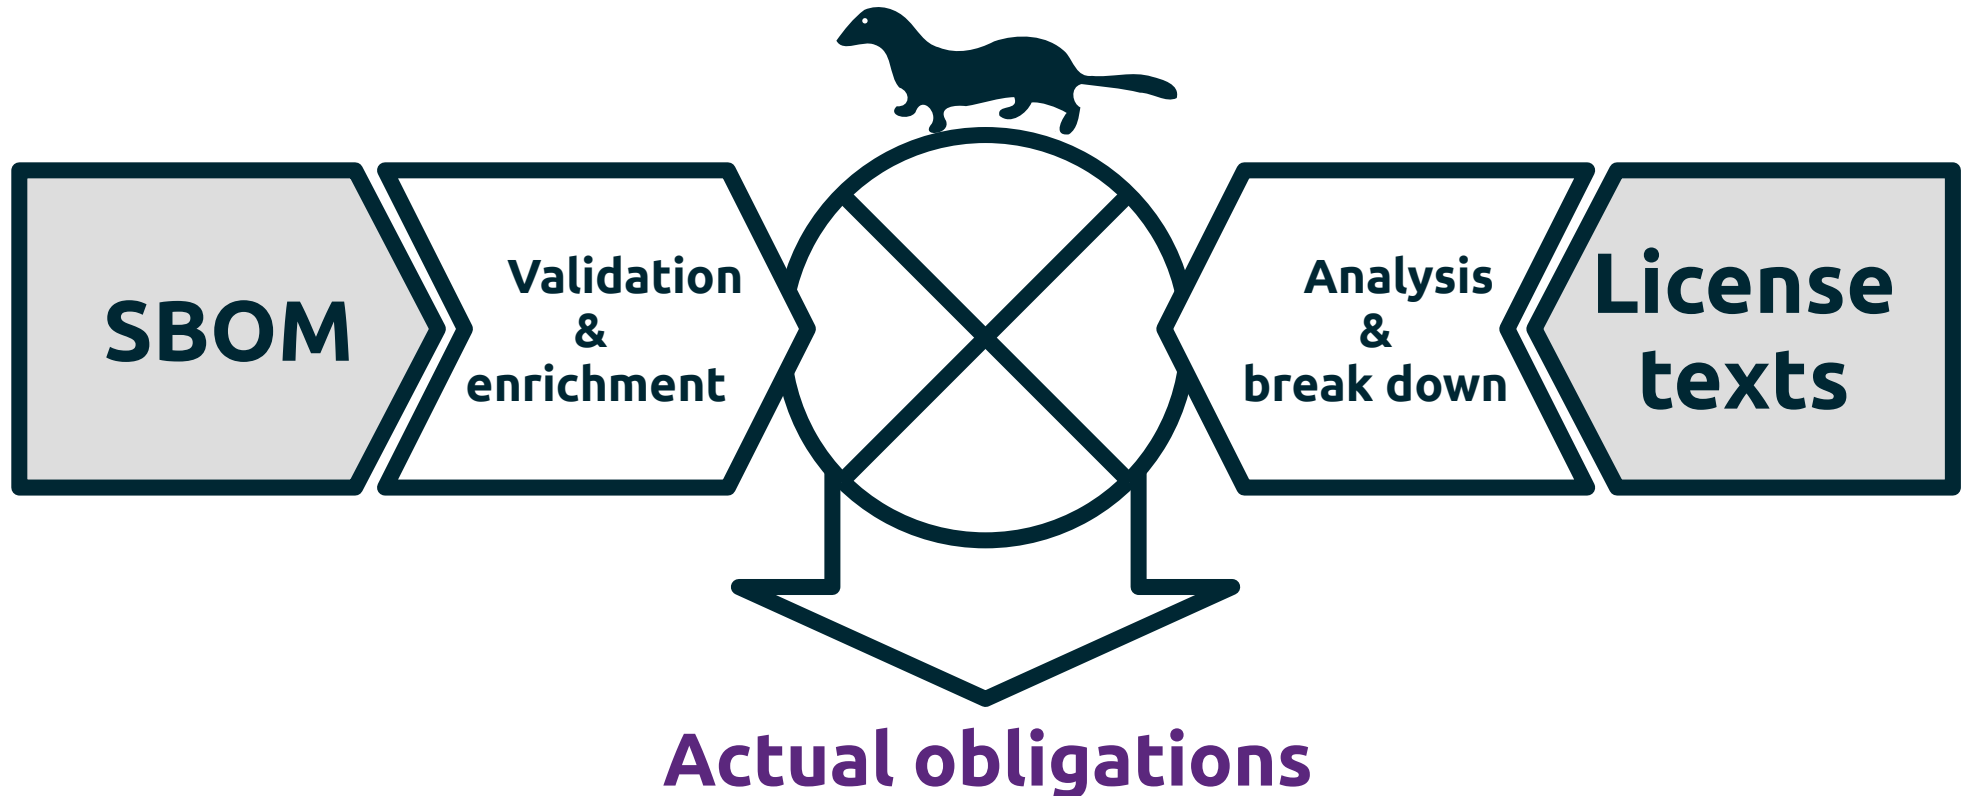 SBOM
Validation
&
enrichment
Analysis
&
break down
License
texts
Actual obligations